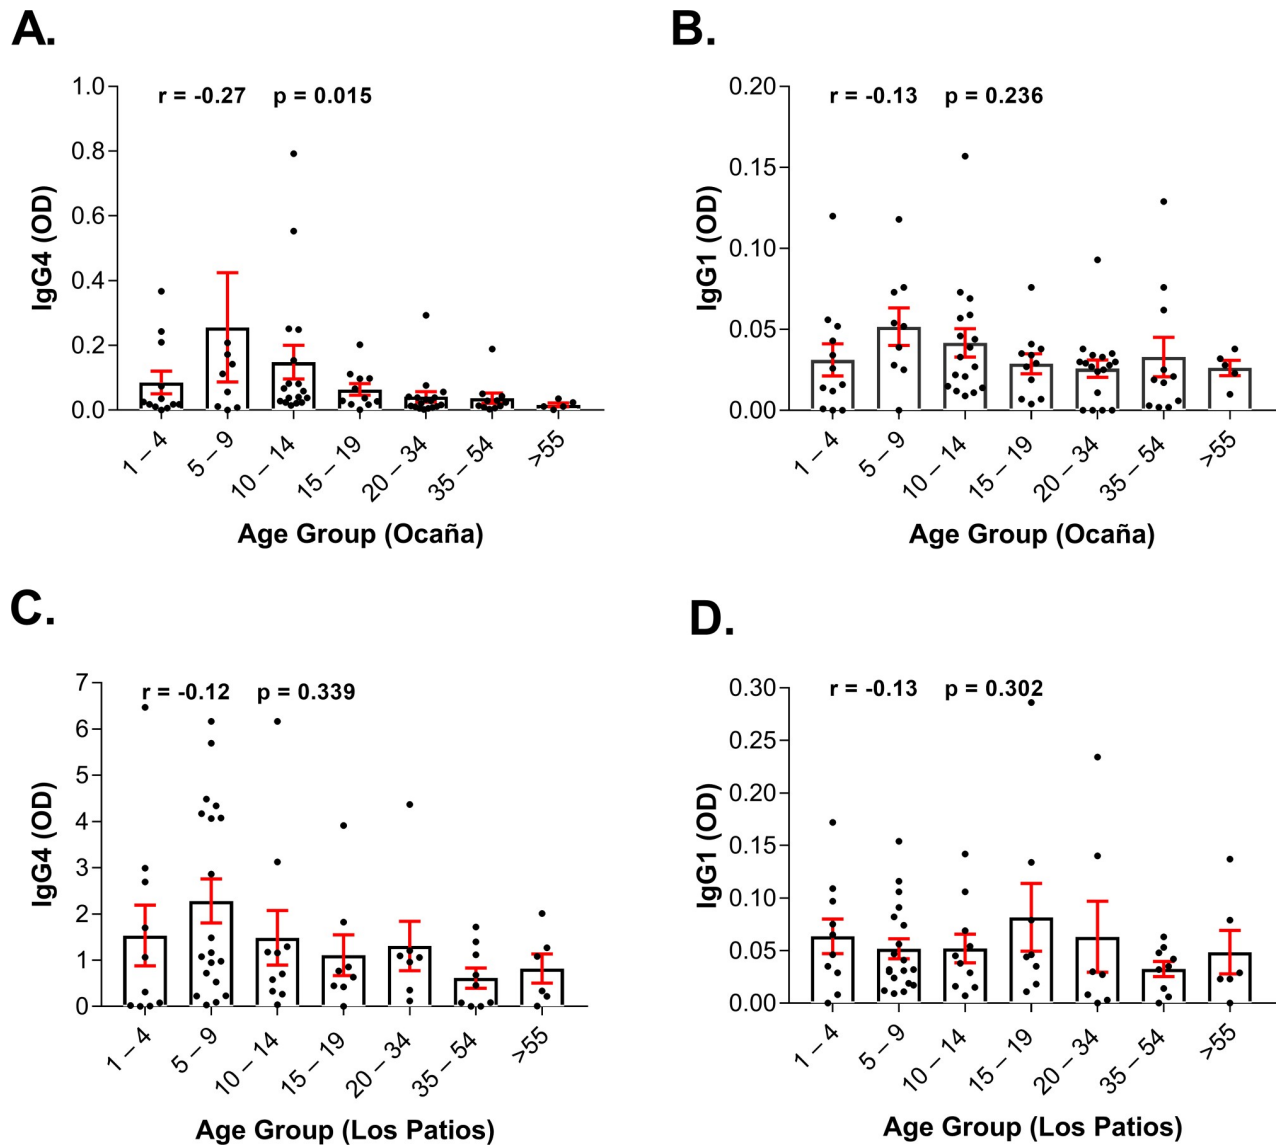 A.
r = -0.27 p = 0.015
IgG4 (OD)
1.0
0.8
0.6
0.4
0.2
0.0
1 – 4
5 – 9
10 – 14
15 – 19
20 – 34
35 – 54
>55
Age Group (Ocaña)
B.
r = -0.13 p = 0.236
IgG1 (OD)
0.20
0.15
0.10
0.05
0.00
1 – 4
5 – 9
10 – 14
15 – 19
20 – 34
35 – 54
>55
Age Group (Ocaña)
C.
r = -0.12 p = 0.339
IgG4 (OD)
7
6
5
4
3
2
1
0
1 – 4
5 – 9
10 – 14
15 – 19
20 – 34
35 – 54
>55
Age Group (Los Patios)
D.
r = -0.13 p = 0.302
IgG1 (OD)
0.30
0.25
0.20
0.15
0.10
0.05
0.00
1 – 4
5 – 9
10 – 14
15 – 19
20 – 34
35 – 54
>55
Age Group (Los Patios)